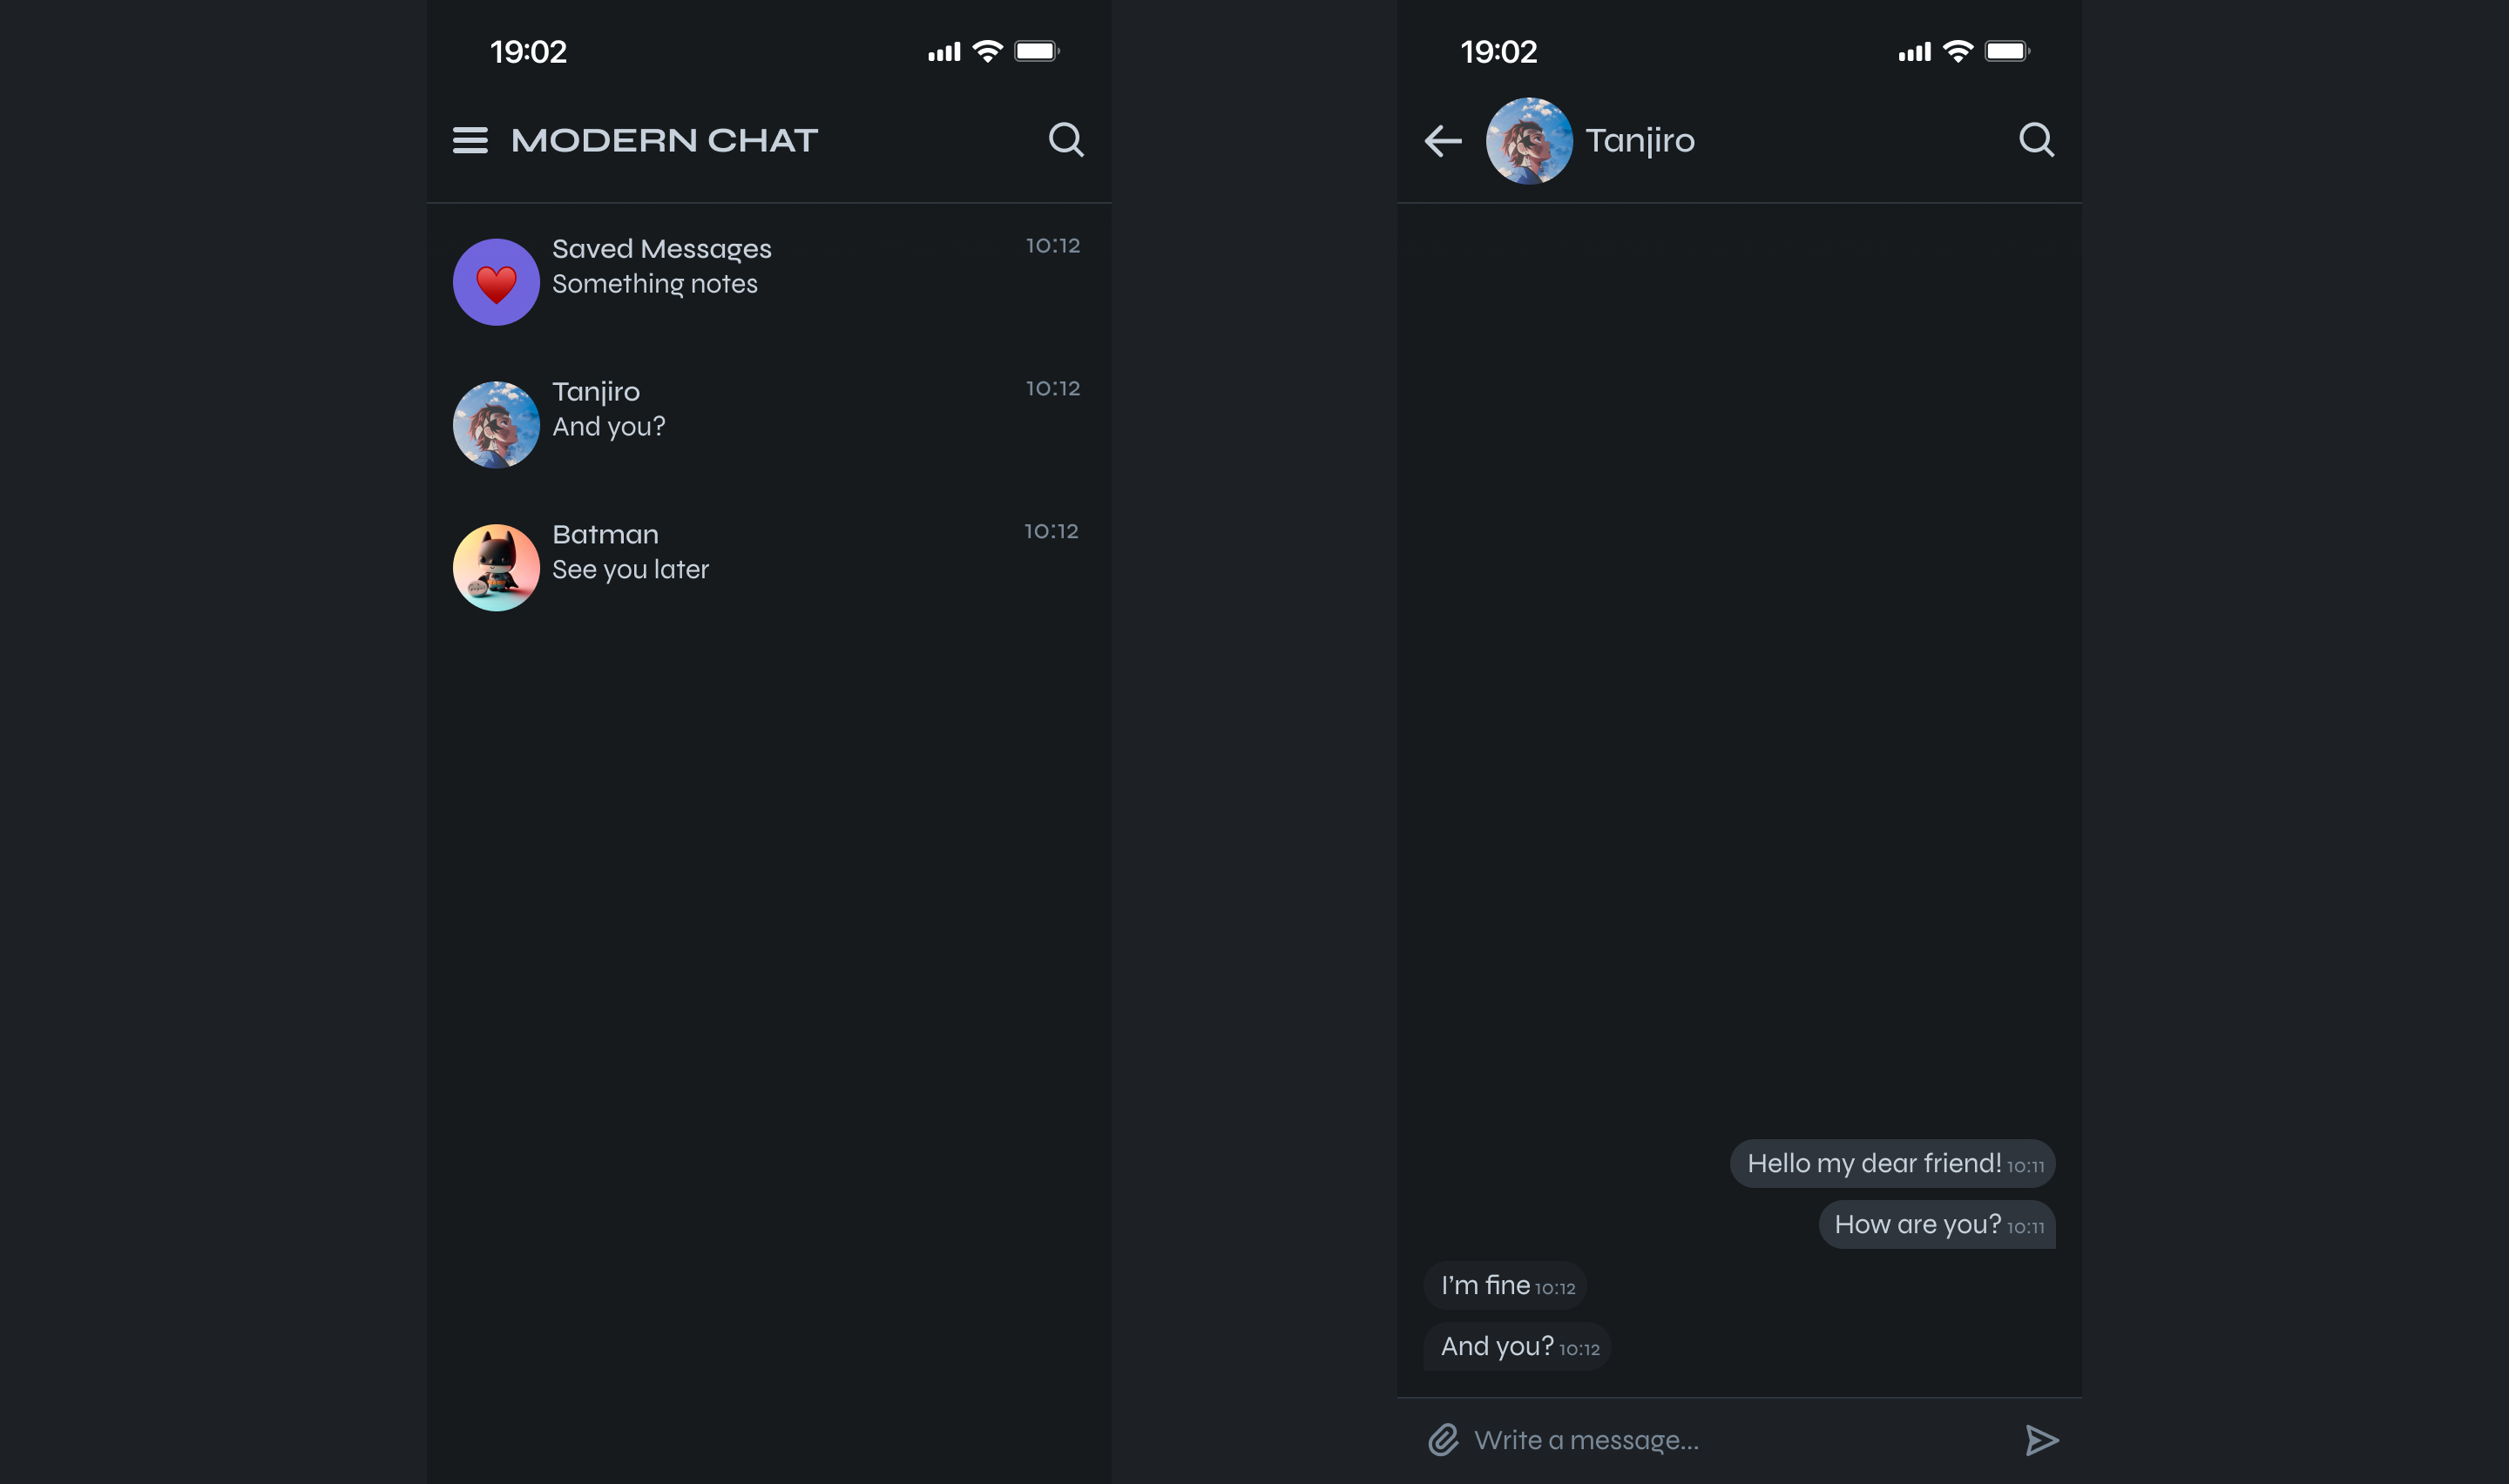 19:02
MODERN CHAT
Saved Messages 10:12
Something notes
Tanjiro 10:12
And you?
Batman 10:12
See you later
19:02
Tanjiro
Hello my dear friend! 10:11
How are you? 10:11
I’m fine 10:12
And you? 10:12
Write a message...